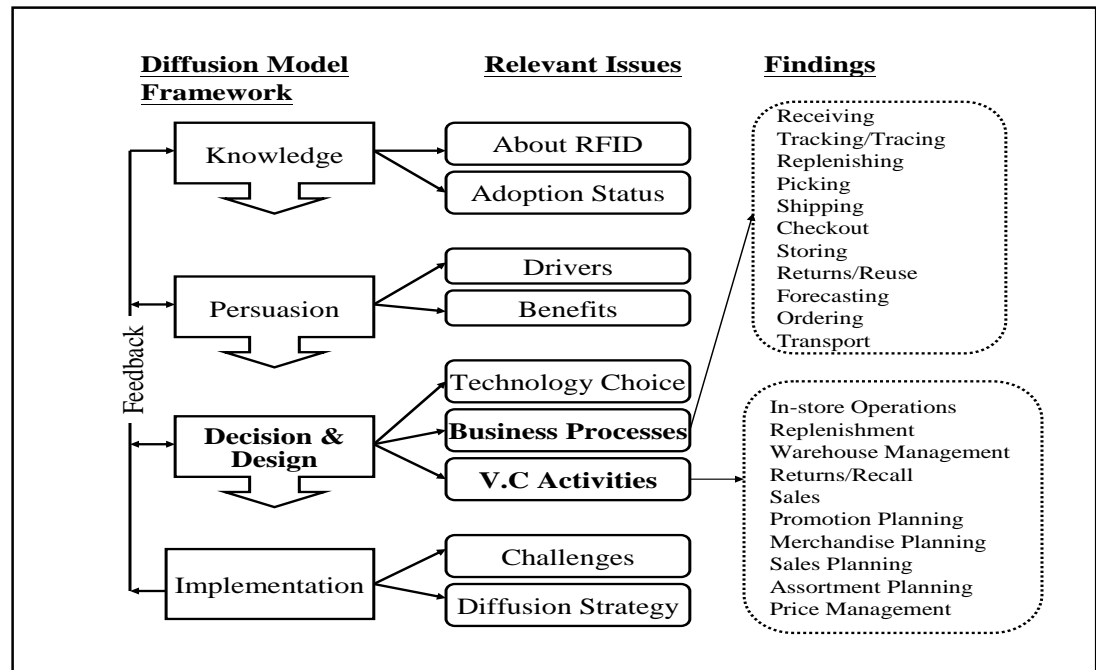 Diffusion Model
Framework
Relevant Issues
Findings
Knowledge
About RFID
Adoption Status
Persuasion
Drivers
Benefits
Decision &
Design
Technology Choice
Business Processes
V.C Activities
Implementation
Challenges
Diffusion Strategy
Feedback
Receiving
Tracking/Tracing
Replenishing
Picking
Shipping
Checkout
Storing
Returns/Reuse
Forecasting
Ordering
Transport
In-store Operations
Replenishment
Warehouse Management
Returns/Recall
Sales
Promotion Planning
Merchandise Planning
Sales Planning
Assortment Planning
Price Management